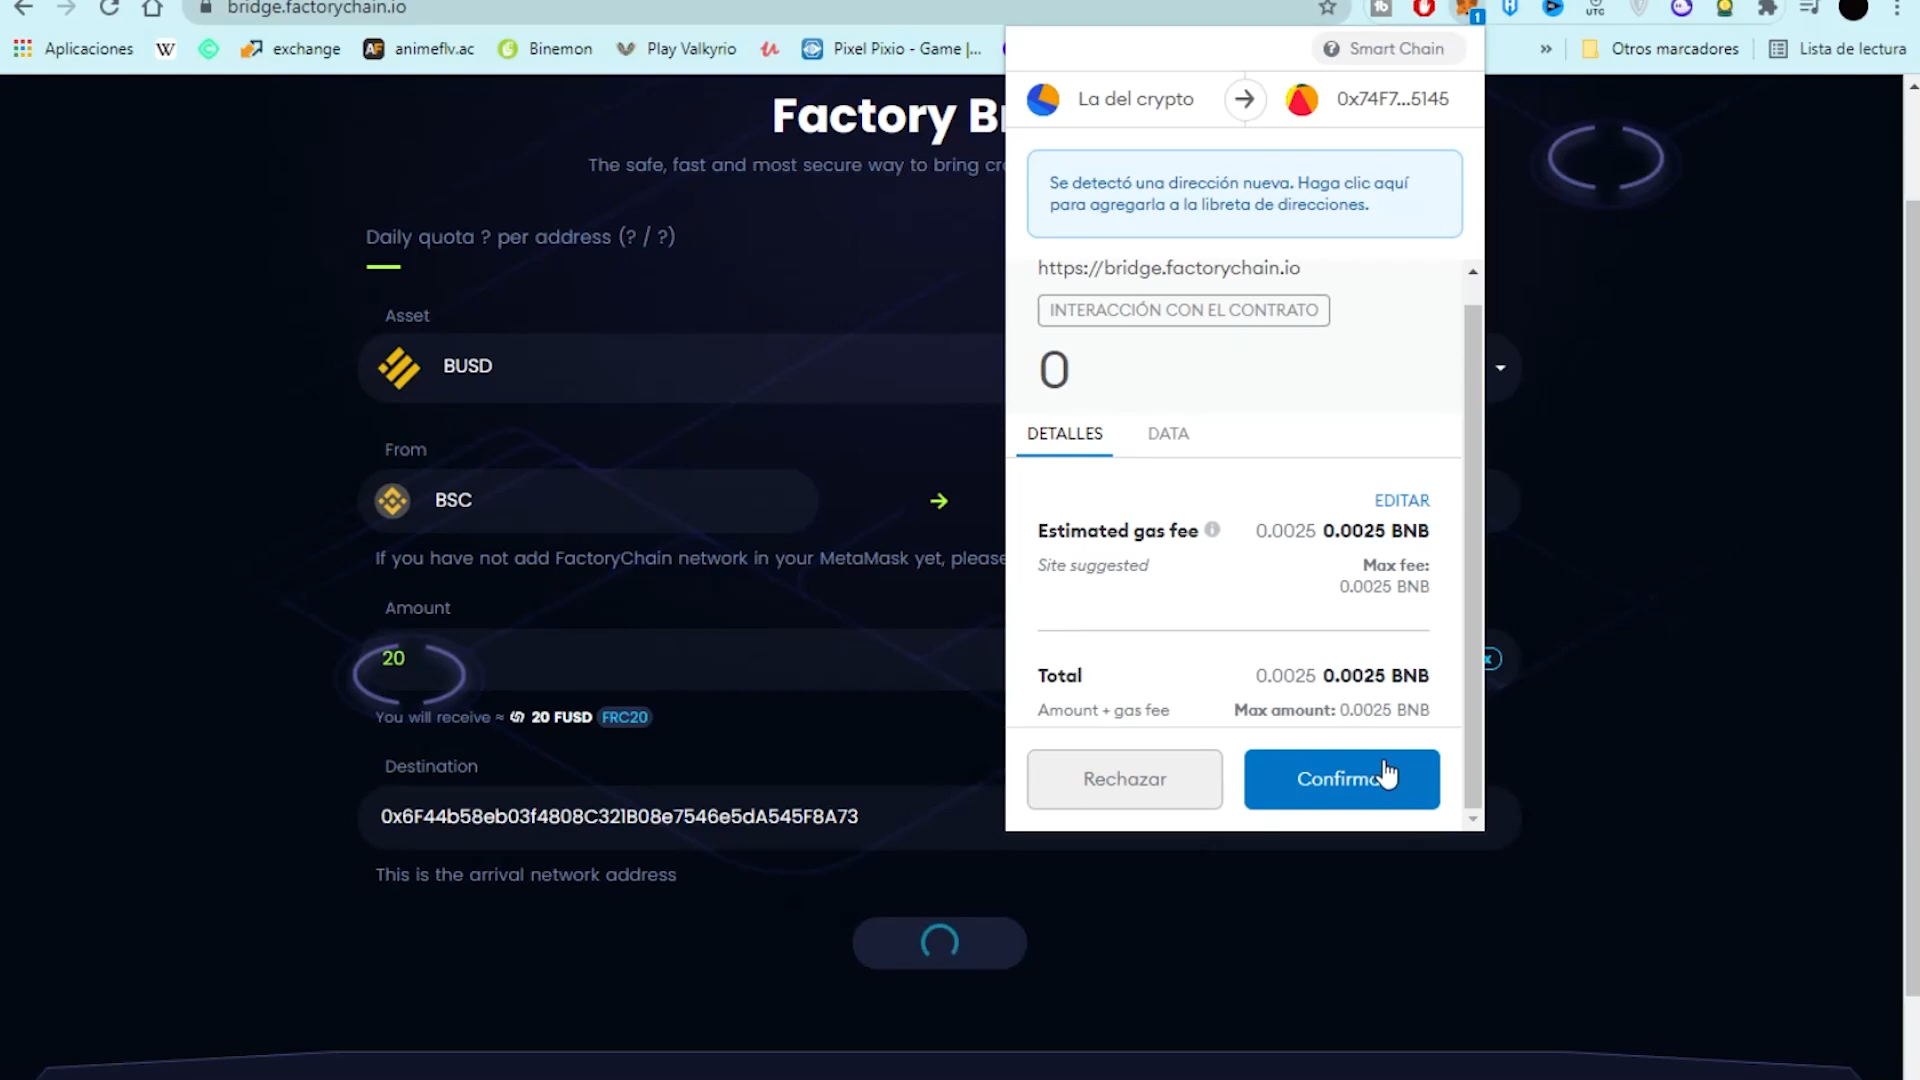 bridge.factorychain.io
1
UTC
Aplicaciones
W
exchange
AF
animeflv.ac
Binemon
Play Valkyrio
Pixel Pixio - Game |...
»
Otros marcadores
Lista de lectura
Smart Chain
La del crypto
0x74F7...5145
Se detectó una dirección nueva. Haga clic aquí
para agregarla a la libreta de direcciones.
https://bridge.factorychain.io
INTERACCIÓN CON EL CONTRATO
0
DETALLES
DATA
EDITAR
Estimated gas fee
0.0025 0.0025 BNB
Site suggested
Max fee:
0.0025 BNB
Total
0.0025 0.0025 BNB
Amount + gas fee
Max amount: 0.0025 BNB
Rechazar
Confirma
Factory B
The safe, fast and most secure way to bring
Daily quota ? per address (? / ?)
Asset
BUSD
From
BSC
If you have not add FactoryChain network in your MetaMask yet, please
Amount
20
You will receive ≈ 20 FUSD FRC20
Destination
0x6F44b58eb03f4808C321B08e7546e5dA545F8A73
This is the arrival network address